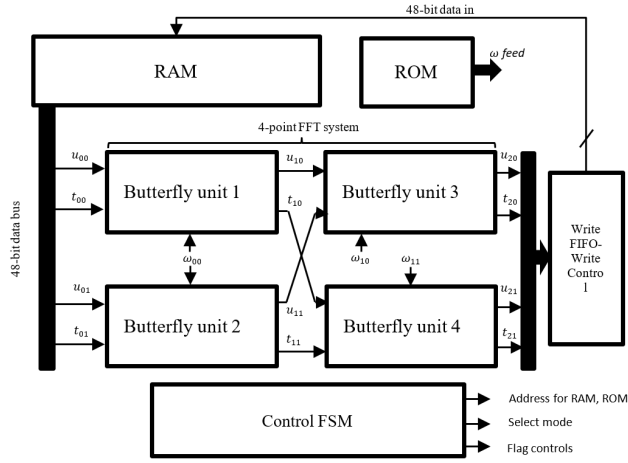 48-bit data in
RAM
ROM
ω feed
4-point FFT system
u₀₀
t₀₀
Butterfly unit 1
u₁₀
t₁₀
Butterfly unit 3
u₂₀
t₂₀
48-bit data bus
ω₀₀
ω₁₀
ω₁₁
Write
FIFO-
Write
Contro
l
u₀₁
t₀₁
Butterfly unit 2
u₁₁
t₁₁
Butterfly unit 4
u₂₁
t₂₁
Control FSM
Address for RAM, ROM
Select mode
Flag controls